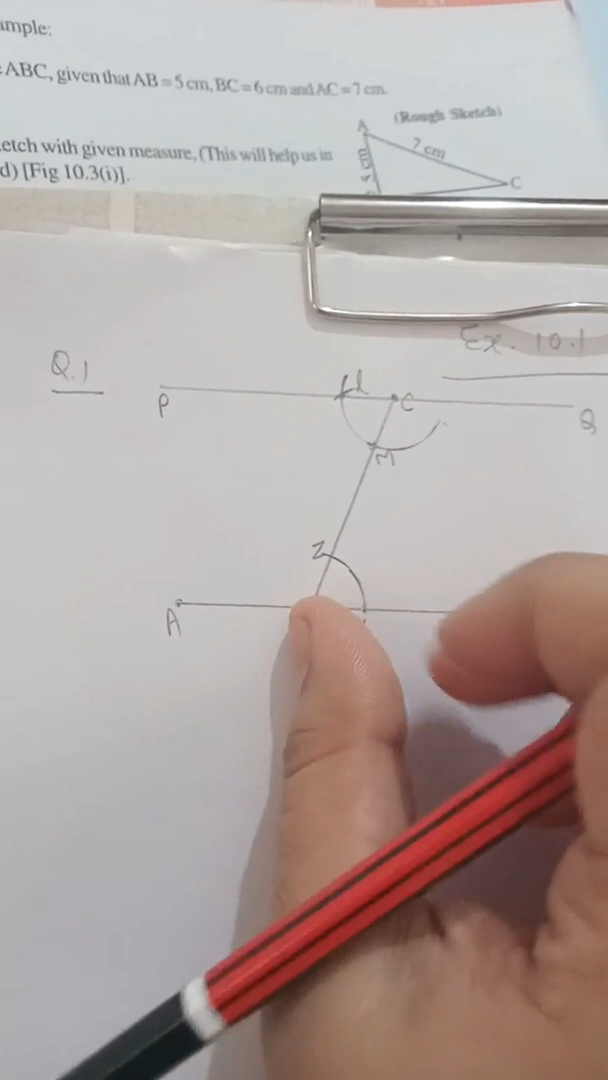 ample:
ABC, given that AB = 5 cm, BC = 6 cm and AC = 7 cm.
(Rough Sketch)
A
7 cm
cm
C
etch with given measure, (This will help us in
d) [Fig 10.3(i)].
Ex. 10.1
Q.1
P
C
Q
M
N
A